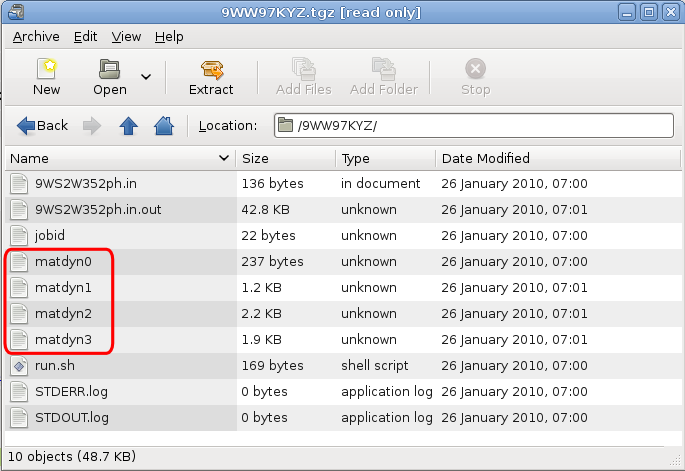 9WW97KYZ.tgz [read only]
Archive Edit View Help
New Open Extract Add Files Add Folder Stop
Back Location: /9WW97KYZ/
Name Size Type Date Modified
9WS2W352ph.in 136 bytes in document 26 January 2010, 07:00
9WS2W352ph.in.out 42.8 KB unknown 26 January 2010, 07:01
jobid 22 bytes unknown 26 January 2010, 07:00
matdyn0 237 bytes unknown 26 January 2010, 07:00
matdyn1 1.2 KB unknown 26 January 2010, 07:01
matdyn2 2.2 KB unknown 26 January 2010, 07:01
matdyn3 1.9 KB unknown 26 January 2010, 07:01
run.sh 169 bytes shell script 26 January 2010, 07:00
STDERR.log 0 bytes application log 26 January 2010, 07:00
STDOUT.log 0 bytes application log 26 January 2010, 07:00
10 objects (48.7 KB)